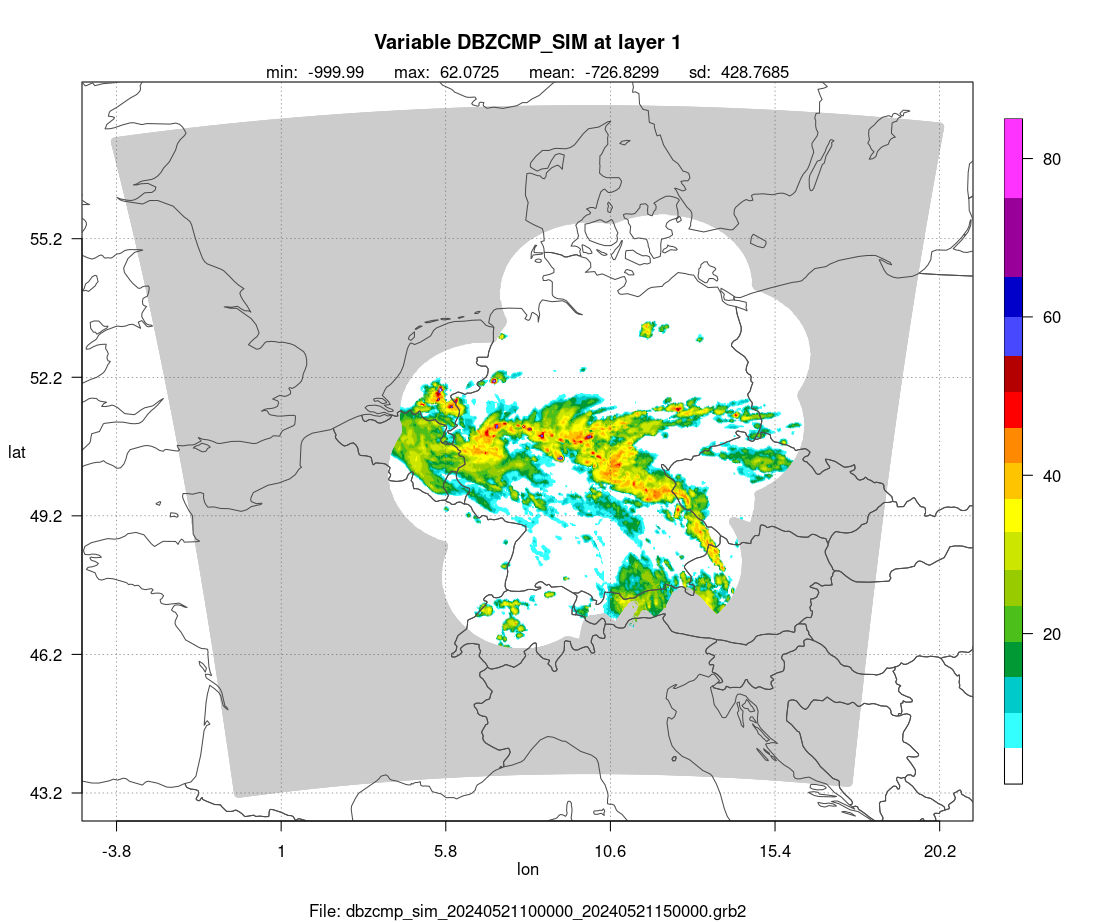 Variable DBZCMP_SIM at layer 1
min: -999.99 max: 62.0725 mean: -726.8299 sd: 428.7685
80
60
40
20
55.2
52.2
49.2
46.2
43.2
lat
-3.8 1 5.8 10.6 15.4 20.2
lon
File: dbzcmp_sim_20240521100000_20240521150000.grb2